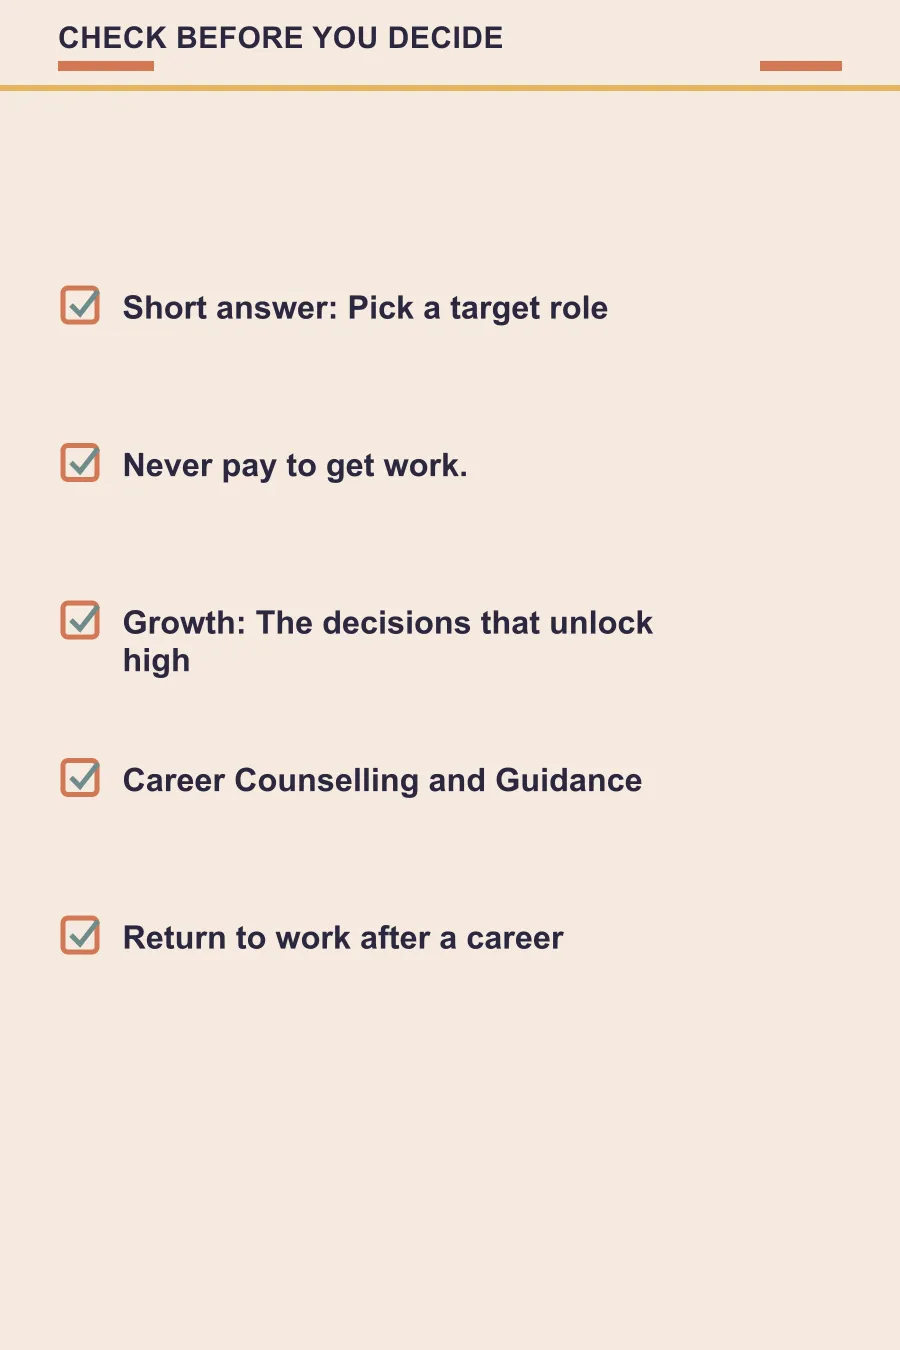 CHECK BEFORE YOU DECIDE
Short answer: Pick a target role
Never pay to get work.
Growth: The decisions that unlock
high
Career Counselling and Guidance
Return to work after a career